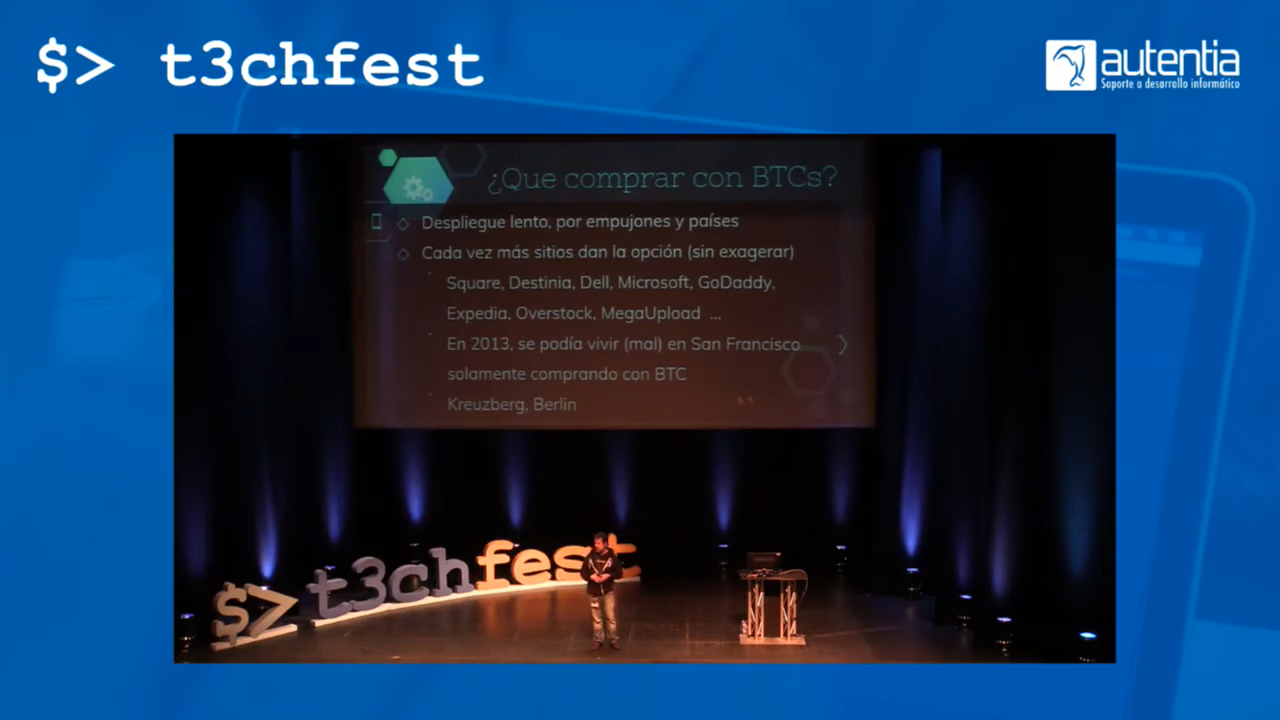 $> t3chfest
autentia
Soporte a desarrollo informático
¿Que comprar con BTCs?
Despliegue lento, por empujones y países
Cada vez más sitios dan la opción (sin exagerar)
Square, Destinia, Dell, Microsoft, GoDaddy,
Expedia, Overstock, MegaUpload ...
En 2013, se podía vivir (mal) en San Francisco
solamente comprando con BTC
Kreuzberg, Berlin
$> t3chfest